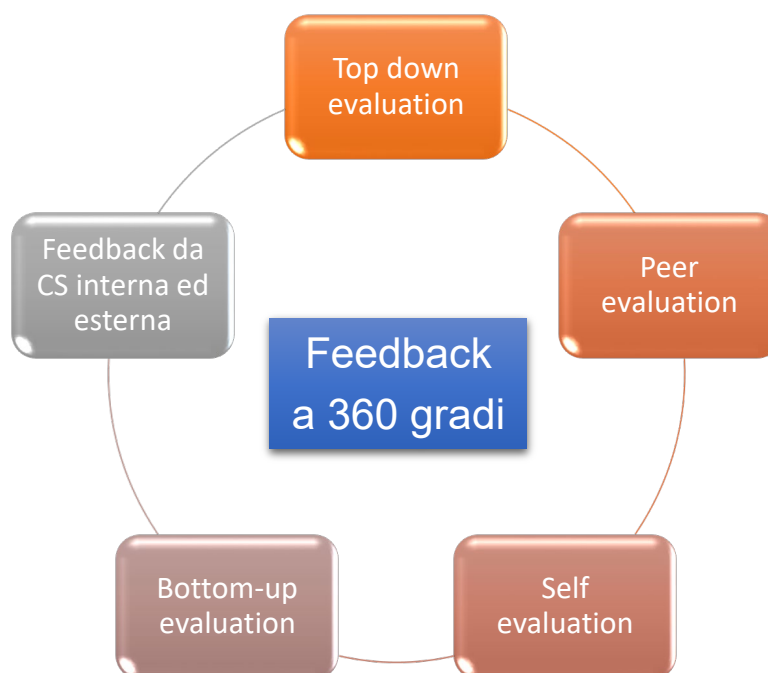 Top down
evaluation
Peer
evaluation
Self
evaluation
Bottom-up
evaluation
Feedback da
CS interna ed
esterna
Feedback
a 360 gradi